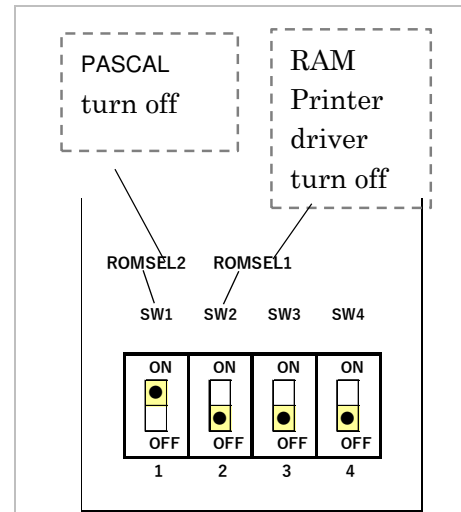 PASCAL
turn off
RAM
Printer
driver
turn off
ROMSEL2 ROMSEL1
SW1 SW2 SW3 SW4
ON ON ON ON
OFF OFF OFF OFF
1 2 3 4